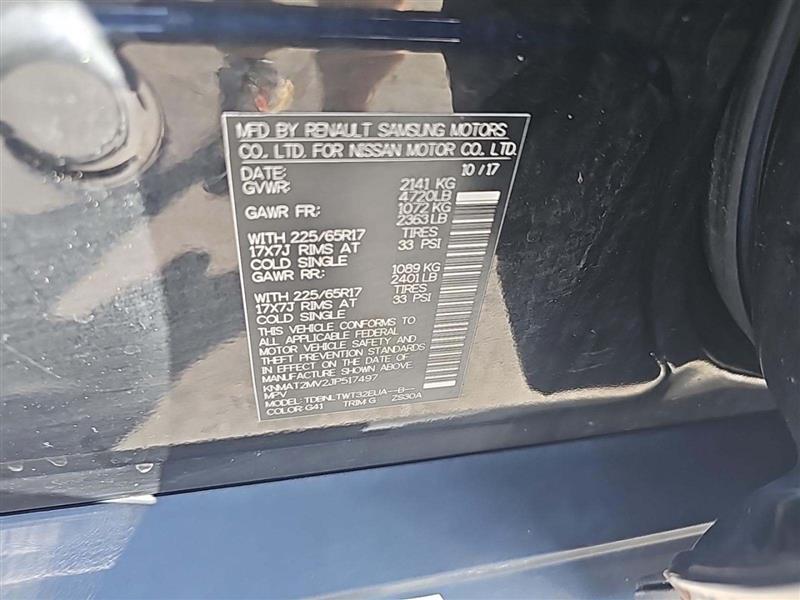 MFD BY RENAULT SAMSUNG MOTORS
CO., LTD. FOR NISSAN MOTOR CO., LTD.
DATE: 10/17
GVWR: 2141 KG
4720LB
GAWR FR: 1072 KG
2363LB
WITH 225/65R17 TIRES
17X7J RIMS AT 33 PSI
COLD SINGLE
GAWR RR: 1089 KG
2401LB
WITH 225/65R17 TIRES
17X7J RIMS AT 33 PSI
COLD SINGLE
THIS VEHICLE CONFORMS TO
ALL APPLICABLE FEDERAL
MOTOR VEHICLE SAFETY AND
THEFT PREVENTION STANDARDS
IN EFFECT ON THE DATE OF
MANUFACTURE SHOWN ABOVE.
KNMAT2MV2JP517497
MPV
MODEL: TDBNLTWT32EUA--B--
COLOR: G41 TRIM: G ZS30A